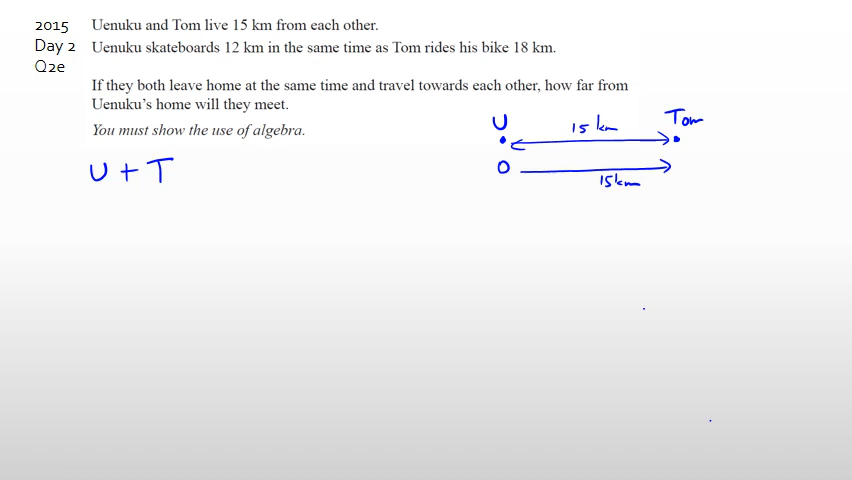 2015
Day 2
Q2e
Uenuku and Tom live 15 km from each other.
Uenuku skateboards 12 km in the same time as Tom rides his bike 18 km.
If they both leave home at the same time and travel towards each other, how far from
Uenuku's home will they meet.
You must show the use of algebra.
U 15 km Tom
0 15km
U + T